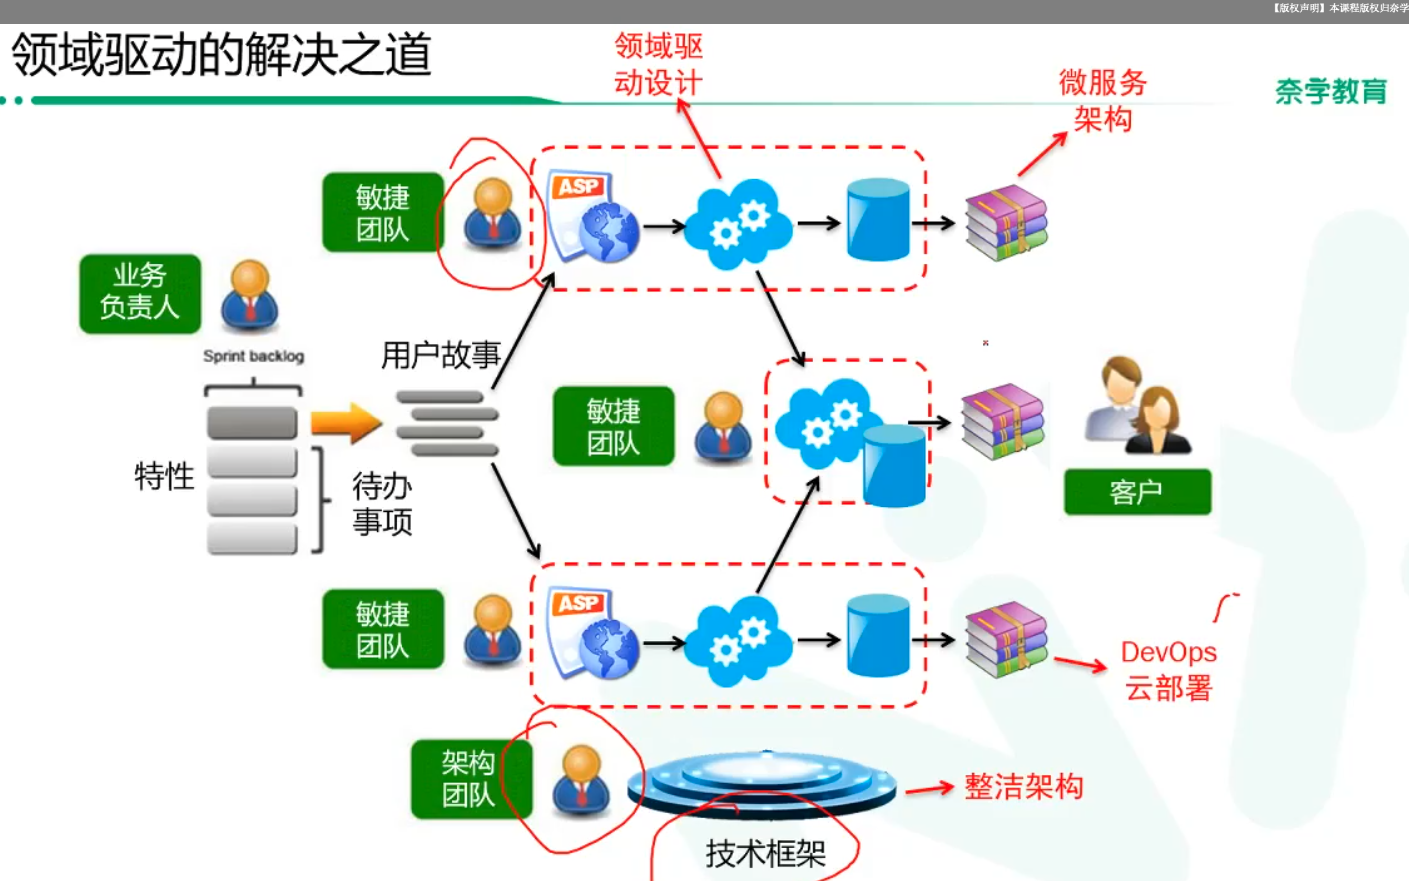 【版权声明】本课程版权归奈学
领域驱动的解决之道
领域驱
动设计
微服务
架构
奈学教育
敏捷
团队
ASP
业务
负责人
Sprint backlog
用户故事
敏捷
团队
特性
待办
事项
客户
敏捷
团队
ASP
DevOps
云部署
架构
团队
整洁架构
技术框架